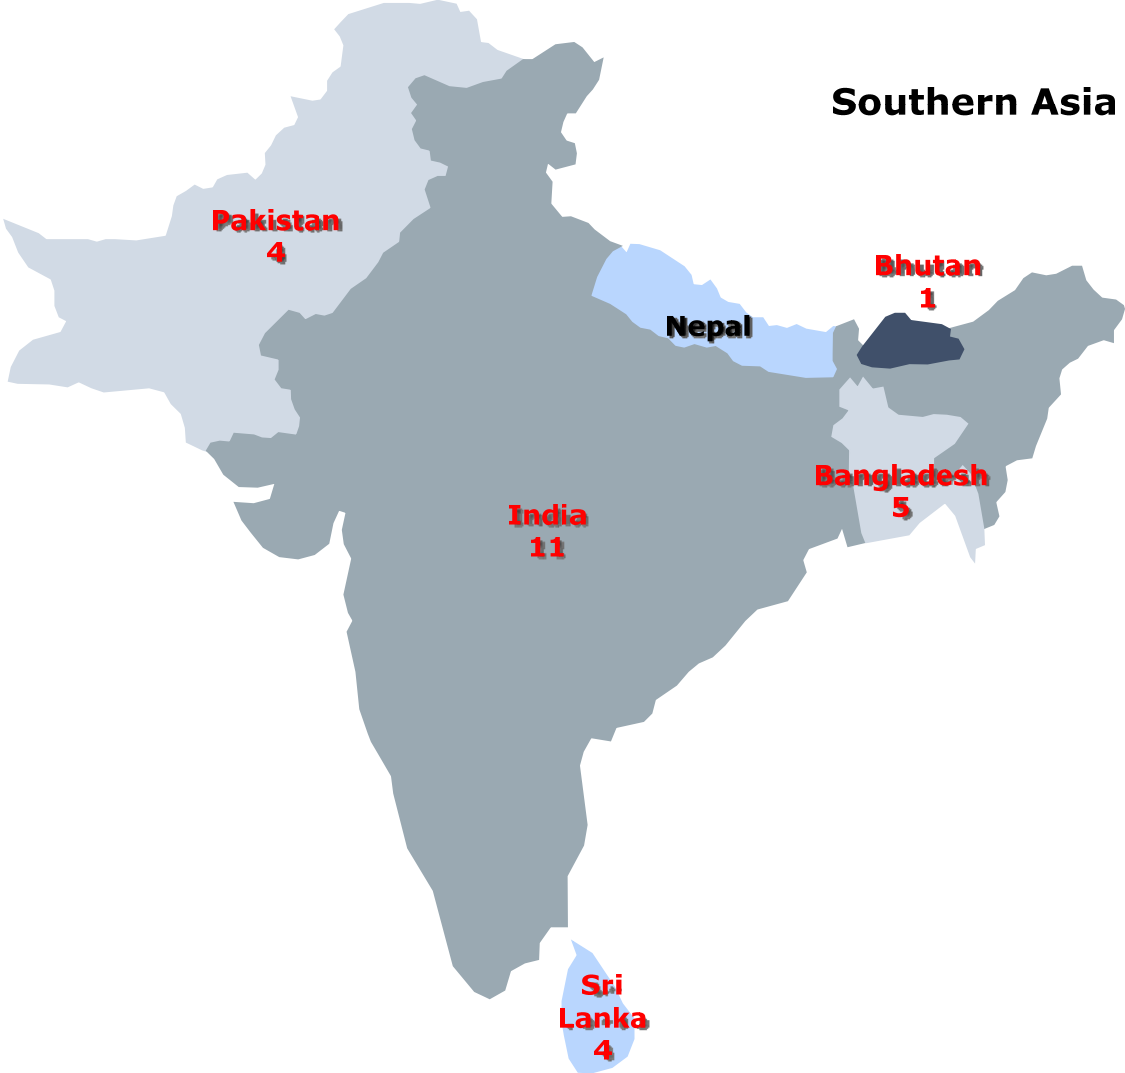 Southern Asia
Pakistan
4
Bhutan
1
Nepal
Bangladesh
5
India
11
Sri
Lanka
4